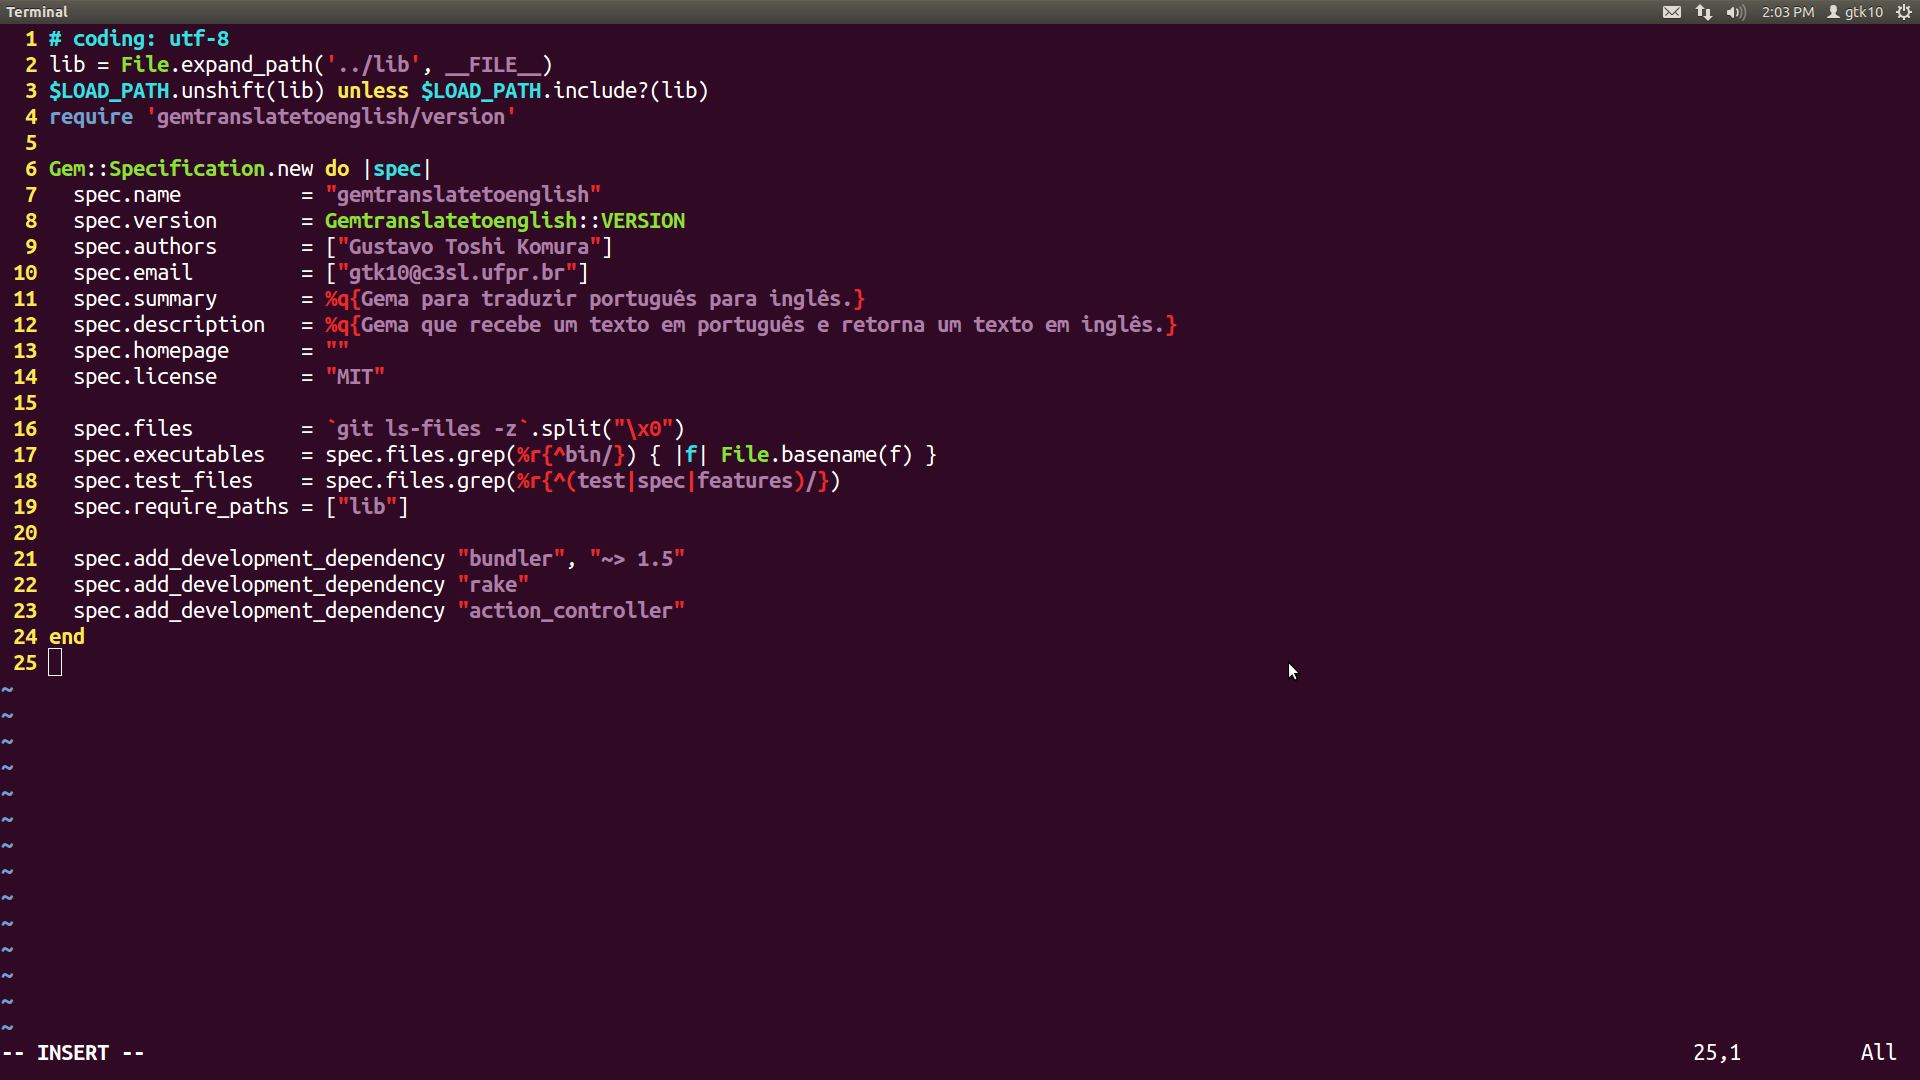 Terminal
2:03 PM gtk10
1 # coding: utf-8
2 lib = File.expand_path('../lib', __FILE__)
3 $LOAD_PATH.unshift(lib) unless $LOAD_PATH.include?(lib)
4 require 'gemtranslatetoenglish/version'
5
6 Gem::Specification.new do |spec|
7   spec.name          = "gemtranslatetoenglish"
8   spec.version       = Gemtranslatetoenglish::VERSION
9   spec.authors       = ["Gustavo Toshi Komura"]
10   spec.email         = ["gtk10@c3sl.ufpr.br"]
11   spec.summary       = %q{Gema para traduzir português para inglês.}
12   spec.description   = %q{Gema que recebe um texto em português e retorna um texto em inglês.}
13   spec.homepage      = ""
14   spec.license       = "MIT"
15
16   spec.files         = `git ls-files -z`.split("\x0")
17   spec.executables   = spec.files.grep(%r{^bin/}) { |f| File.basename(f) }
18   spec.test_files    = spec.files.grep(%r{^(test|spec|features)/})
19   spec.require_paths = ["lib"]
20
21   spec.add_development_dependency "bundler", "~> 1.5"
22   spec.add_development_dependency "rake"
23   spec.add_development_dependency "action_controller"
24 end
25
~
~
~
~
~
~
~
~
~
~
~
~
~
~
-- INSERT -- 25,1 All